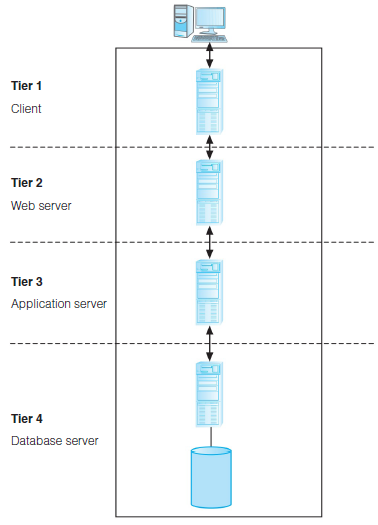 Tier 1
Client
Tier 2
Web server
Tier 3
Application server
Tier 4
Database server